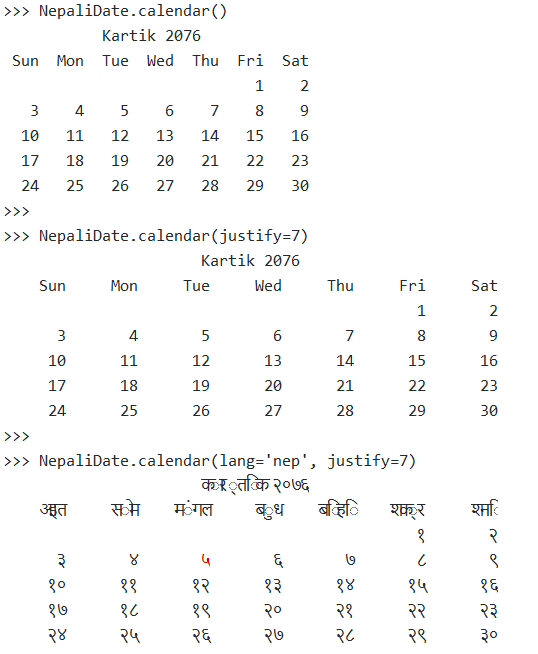 >>> NepaliDate.calendar()
Kartik 2076
Sun Mon Tue Wed Thu Fri Sat
1 2
3 4 5 6 7 8 9
10 11 12 13 14 15 16
17 18 19 20 21 22 23
24 25 26 27 28 29 30
>>>
>>> NepaliDate.calendar(justify=7)
Kartik 2076
Sun Mon Tue Wed Thu Fri Sat
1 2
3 4 5 6 7 8 9
10 11 12 13 14 15 16
17 18 19 20 21 22 23
24 25 26 27 28 29 30
>>>
>>> NepaliDate.calendar(lang='nep', justify=7)
कार्तिक २०७६
आइत सोम मंगल बुध बिहि शुक्र शनि
१ २
३ ४ ५ ६ ७ ८ ९
१० ११ १२ १३ १४ १५ १६
१७ १८ १९ २० २१ २२ २३
२४ २५ २६ २७ २८ २९ ३०